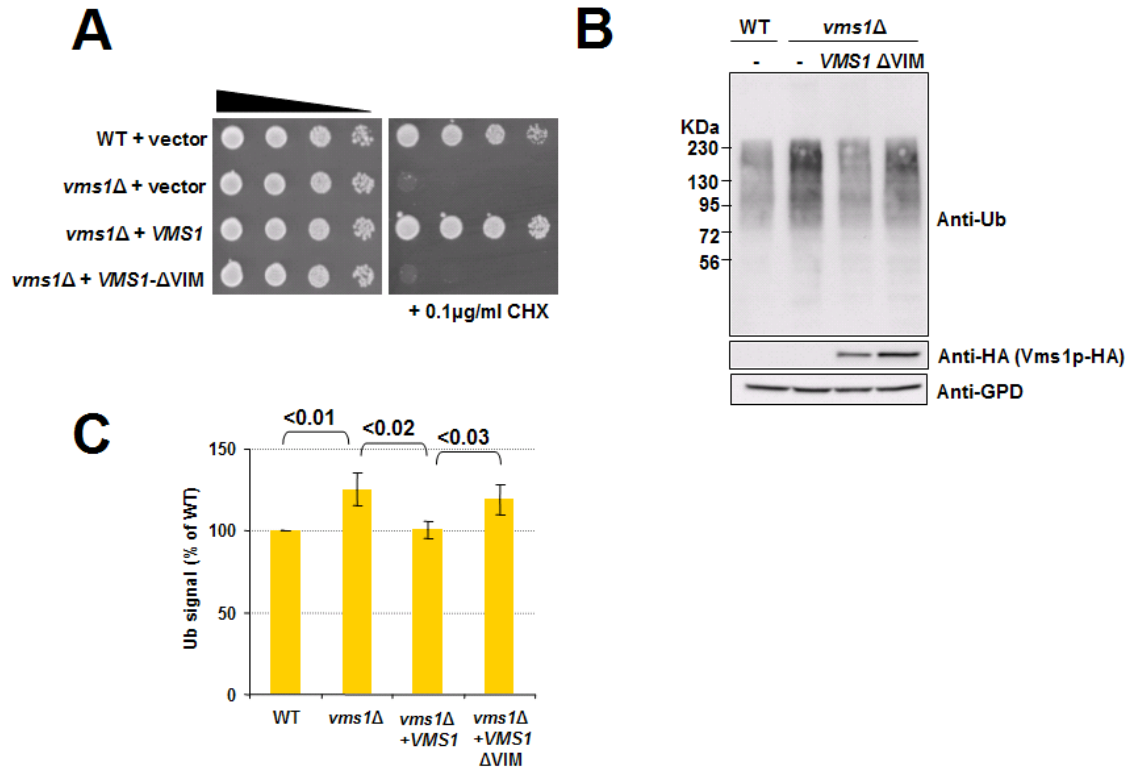 A
WT + vector
vms1Δ + vector
vms1Δ + VMS1
vms1Δ + VMS1-ΔVIM
+ 0.1µg/ml CHX
B
WT vms1Δ
- - VMS1 ΔVIM
KDa
230
130
95
72
56
Anti-Ub
Anti-HA (Vms1p-HA)
Anti-GPD
C
<0.01 <0.02 <0.03
Ub signal (% of WT)
150
100
50
0
WT vms1Δ vms1Δ vms1Δ
+VMS1 +VMS1
ΔVIM